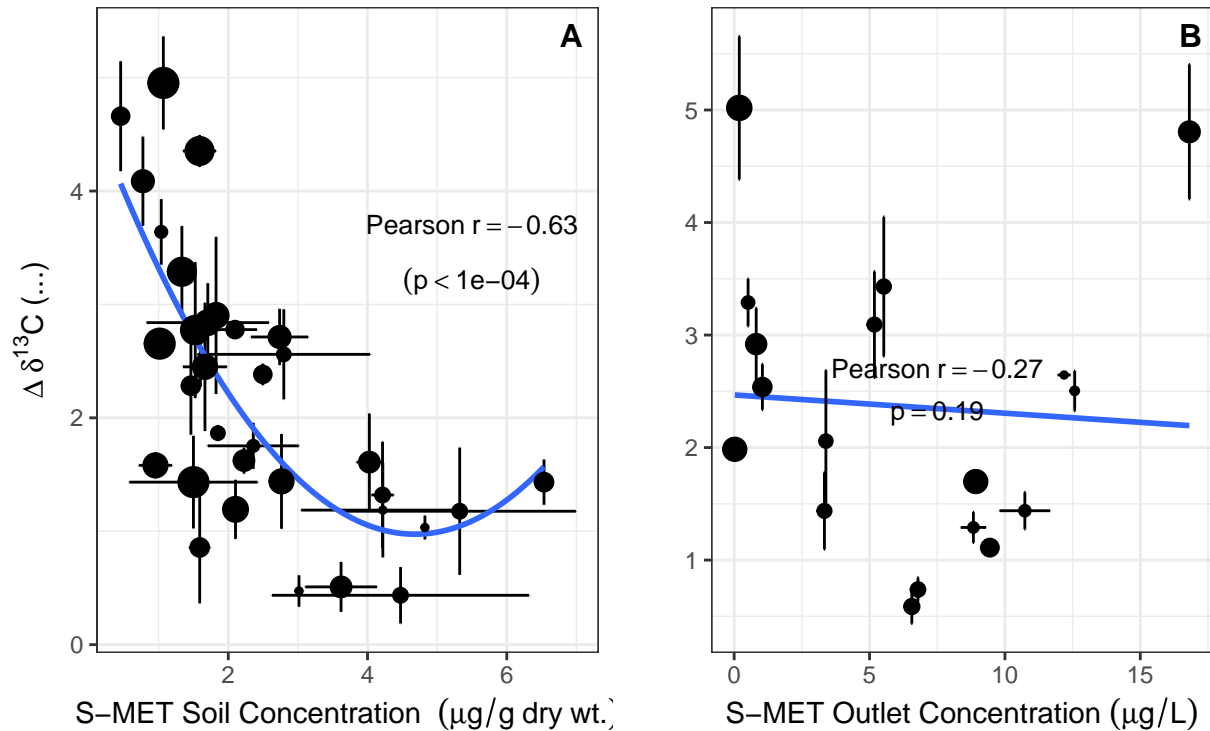 A
Pearson r = −0.63
(p < 1e−04)
Δ δ¹³C (...)
4
2
0
2
4
6
S−MET Soil Concentration (μg/g dry wt.)
B
5
4
3
2
1
Pearson r = −0.27
p = 0.19
0
5
10
15
S−MET Outlet Concentration (μg/L)